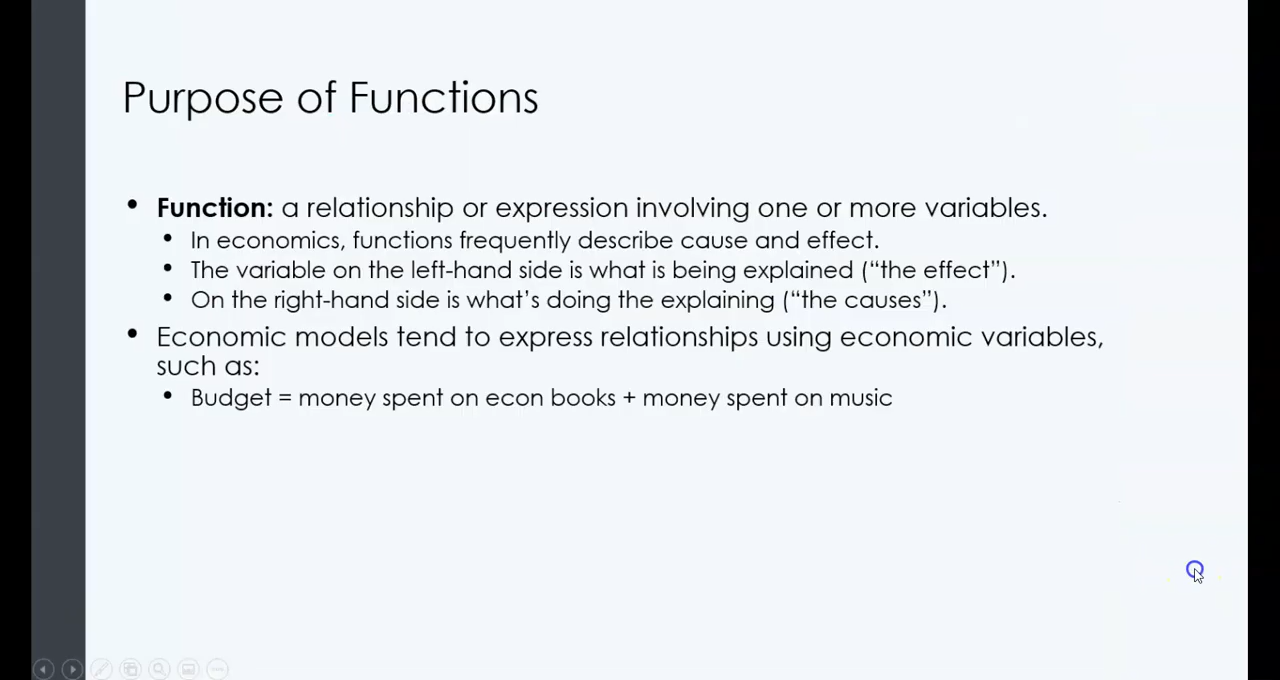 Purpose of Functions
• Function: a relationship or expression involving one or more variables.
• In economics, functions frequently describe cause and effect.
• The variable on the left-hand side is what is being explained (“the effect”).
• On the right-hand side is what’s doing the explaining (“the causes”).
• Economic models tend to express relationships using economic variables,
such as:
• Budget = money spent on econ books + money spent on music